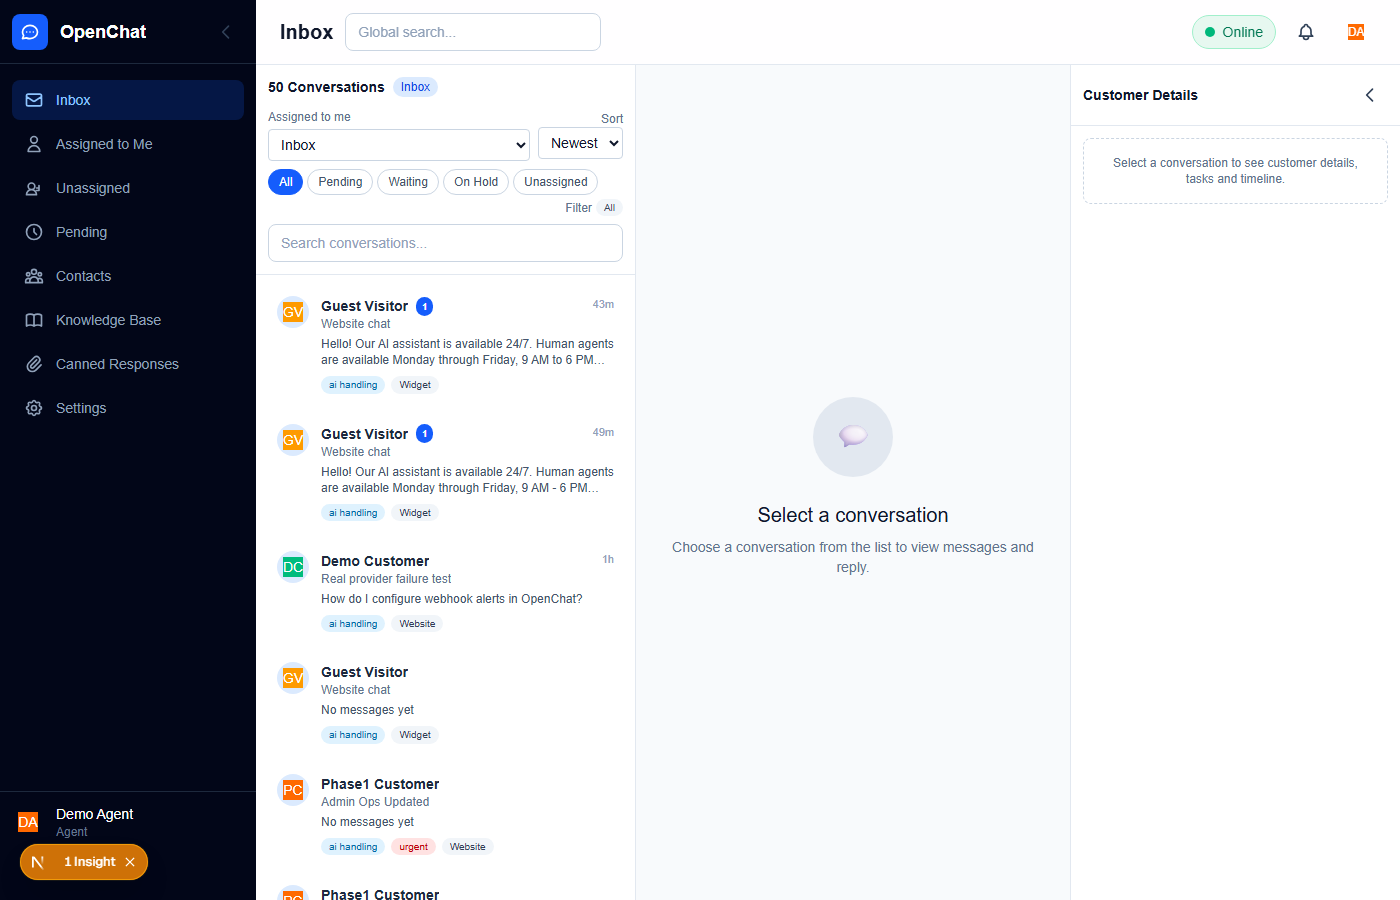 OpenChat
Inbox
Assigned to Me
Unassigned
Pending
Contacts
Knowledge Base
Canned Responses
Settings
DA
Demo Agent
Agent
N
1 Insight
Inbox
Global search...
Online
DA
50 Conversations
Inbox
Assigned to me
Sort
Inbox
Newest
All
Pending
Waiting
On Hold
Unassigned
Filter
All
Search conversations...
GV
Guest Visitor
1
43m
Website chat
Hello! Our AI assistant is available 24/7. Human agents
are available Monday through Friday, 9 AM to 6 PM…
ai handling
Widget
GV
Guest Visitor
1
49m
Website chat
Hello! Our AI assistant is available 24/7. Human agents
are available Monday through Friday, 9 AM - 6 PM…
ai handling
Widget
DC
Demo Customer
1h
Real provider failure test
How do I configure webhook alerts in OpenChat?
ai handling
Website
GV
Guest Visitor
Website chat
No messages yet
ai handling
Widget
PC
Phase1 Customer
Admin Ops Updated
No messages yet
ai handling
urgent
Website
PC
Phase1 Customer
Select a conversation
Choose a conversation from the list to view messages and
reply.
Customer Details
Select a conversation to see customer details,
tasks and timeline.